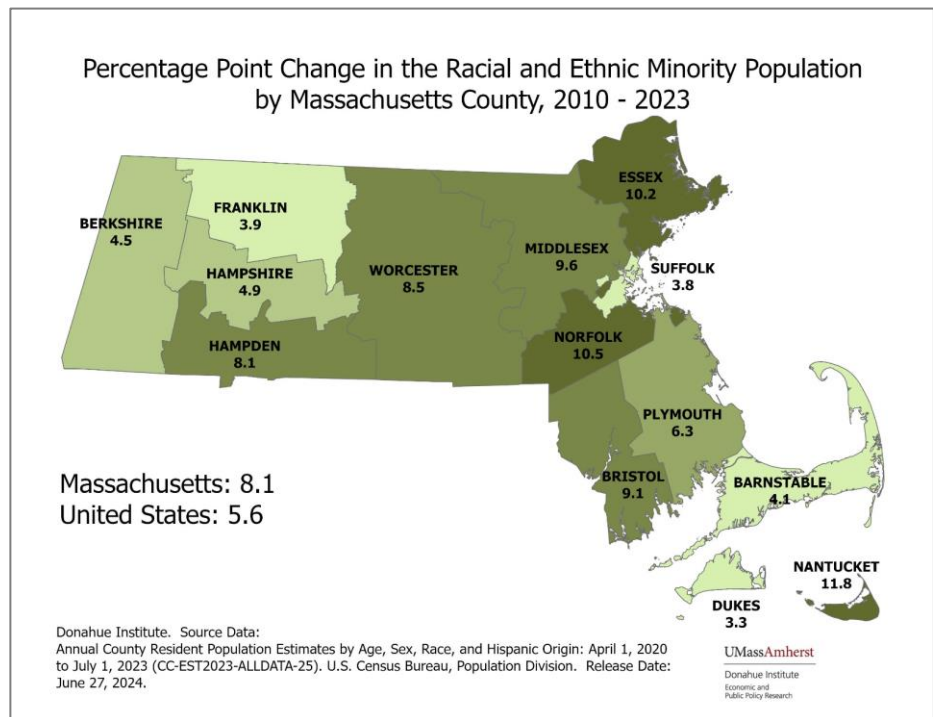 Percentage Point Change in the Racial and Ethnic Minority Population
by Massachusetts County, 2010 - 2023
ESSEX
10.2
FRANKLIN
3.9
BERKSHIRE
4.5
MIDDLESEX
9.6
HAMPSHIRE
4.9
WORCESTER
8.5
SUFFOLK
3.8
NORFOLK
10.5
HAMPDEN
8.1
PLYMOUTH
6.3
BRISTOL
9.1
BARNSTABLE
4.1
Massachusetts: 8.1
United States: 5.6
NANTUCKET
11.8
DUKES
3.3
Donahue Institute.  Source Data:
Annual County Resident Population Estimates by Age, Sex, Race, and Hispanic Origin: April 1, 2020
to July 1, 2023 (CC-EST2023-ALLDATA-25). U.S. Census Bureau, Population Division.  Release Date:
June 27, 2024.
UMassAmherst
Donahue Institute
Economic and
Public Policy Research